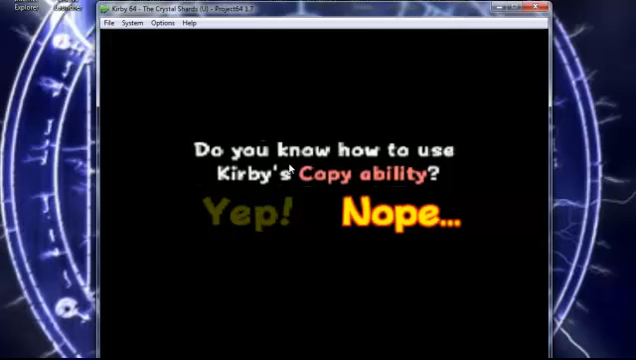 Explorer
Kirby 64 - The Crystal Shards (U) - Project64 1.7
File System Options Help
Do you know how to use
Kirby's Copy ability?
Yep! Nope...